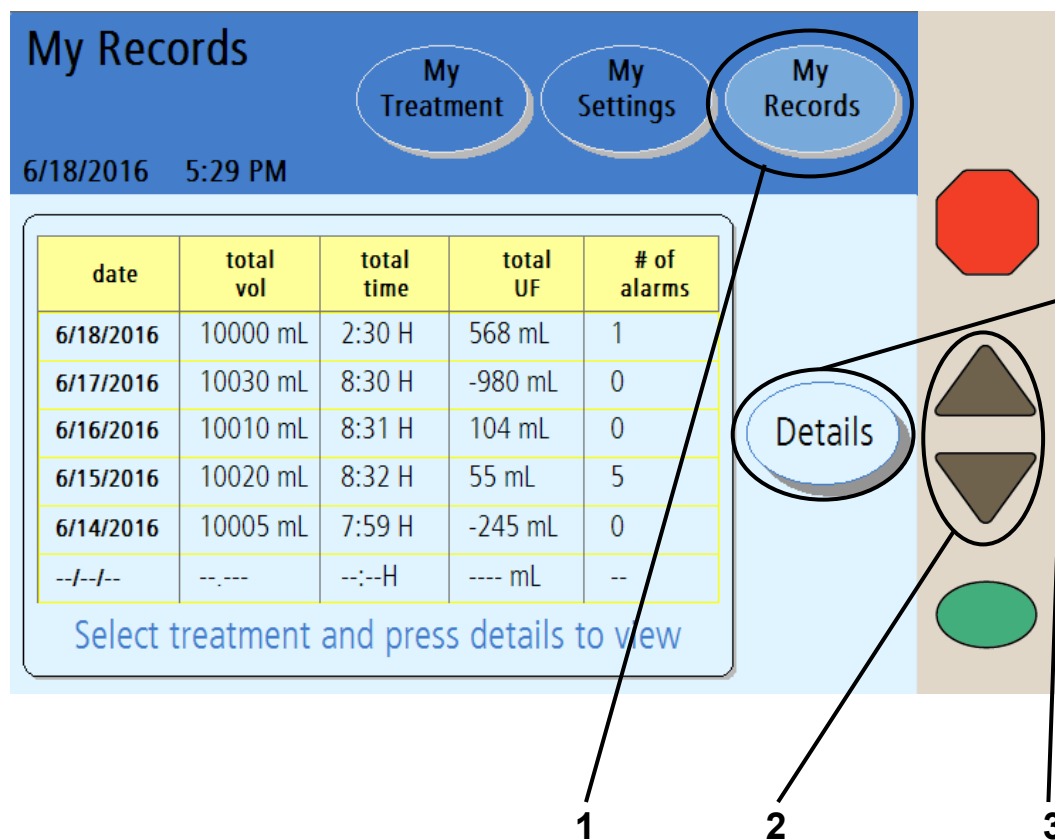 My Records
My
Treatment
My
Settings
My
Records
6/18/2016 5:29 PM
date total vol total time total UF # of alarms
6/18/2016 10000 mL 2:30 H 568 mL 1
6/17/2016 10030 mL 8:30 H -980 mL 0
6/16/2016 10010 mL 8:31 H 104 mL 0
6/15/2016 10020 mL 8:32 H 55 mL 5
6/14/2016 10005 mL 7:59 H -245 mL 0
--/--/-- --.--- --:--H ---- mL --
Details
Select treatment and press details to view
1 2 3